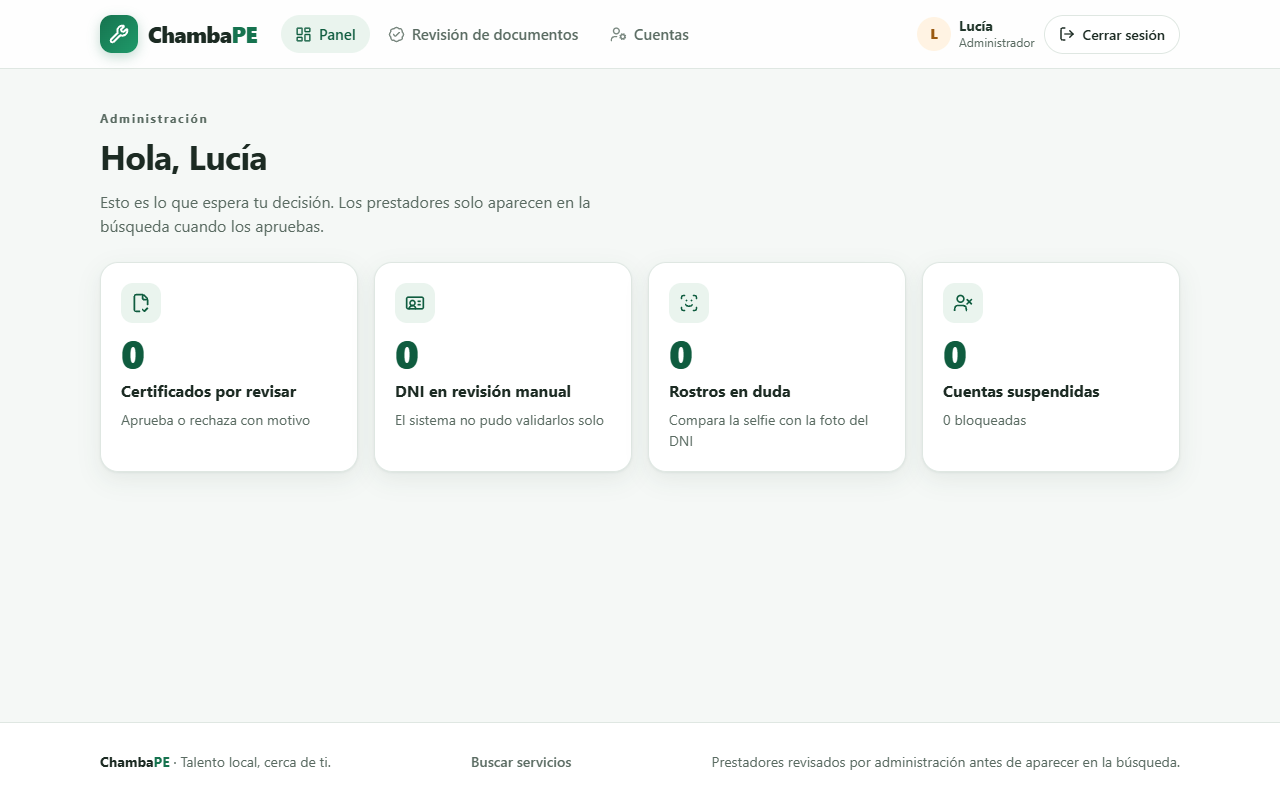 ChambaPE
Panel
Revisión de documentos
Cuentas
L
Lucía
Administrador
Cerrar sesión
Administración
Hola, Lucía
Esto es lo que espera tu decisión. Los prestadores solo aparecen en la
búsqueda cuando los apruebas.
0
Certificados por revisar
Aprueba o rechaza con motivo
0
DNI en revisión manual
El sistema no pudo validarlos solo
0
Rostros en duda
Compara la selfie con la foto del
DNI
0
Cuentas suspendidas
0 bloqueadas
ChambaPE · Talento local, cerca de ti.
Buscar servicios
Prestadores revisados por administración antes de aparecer en la búsqueda.